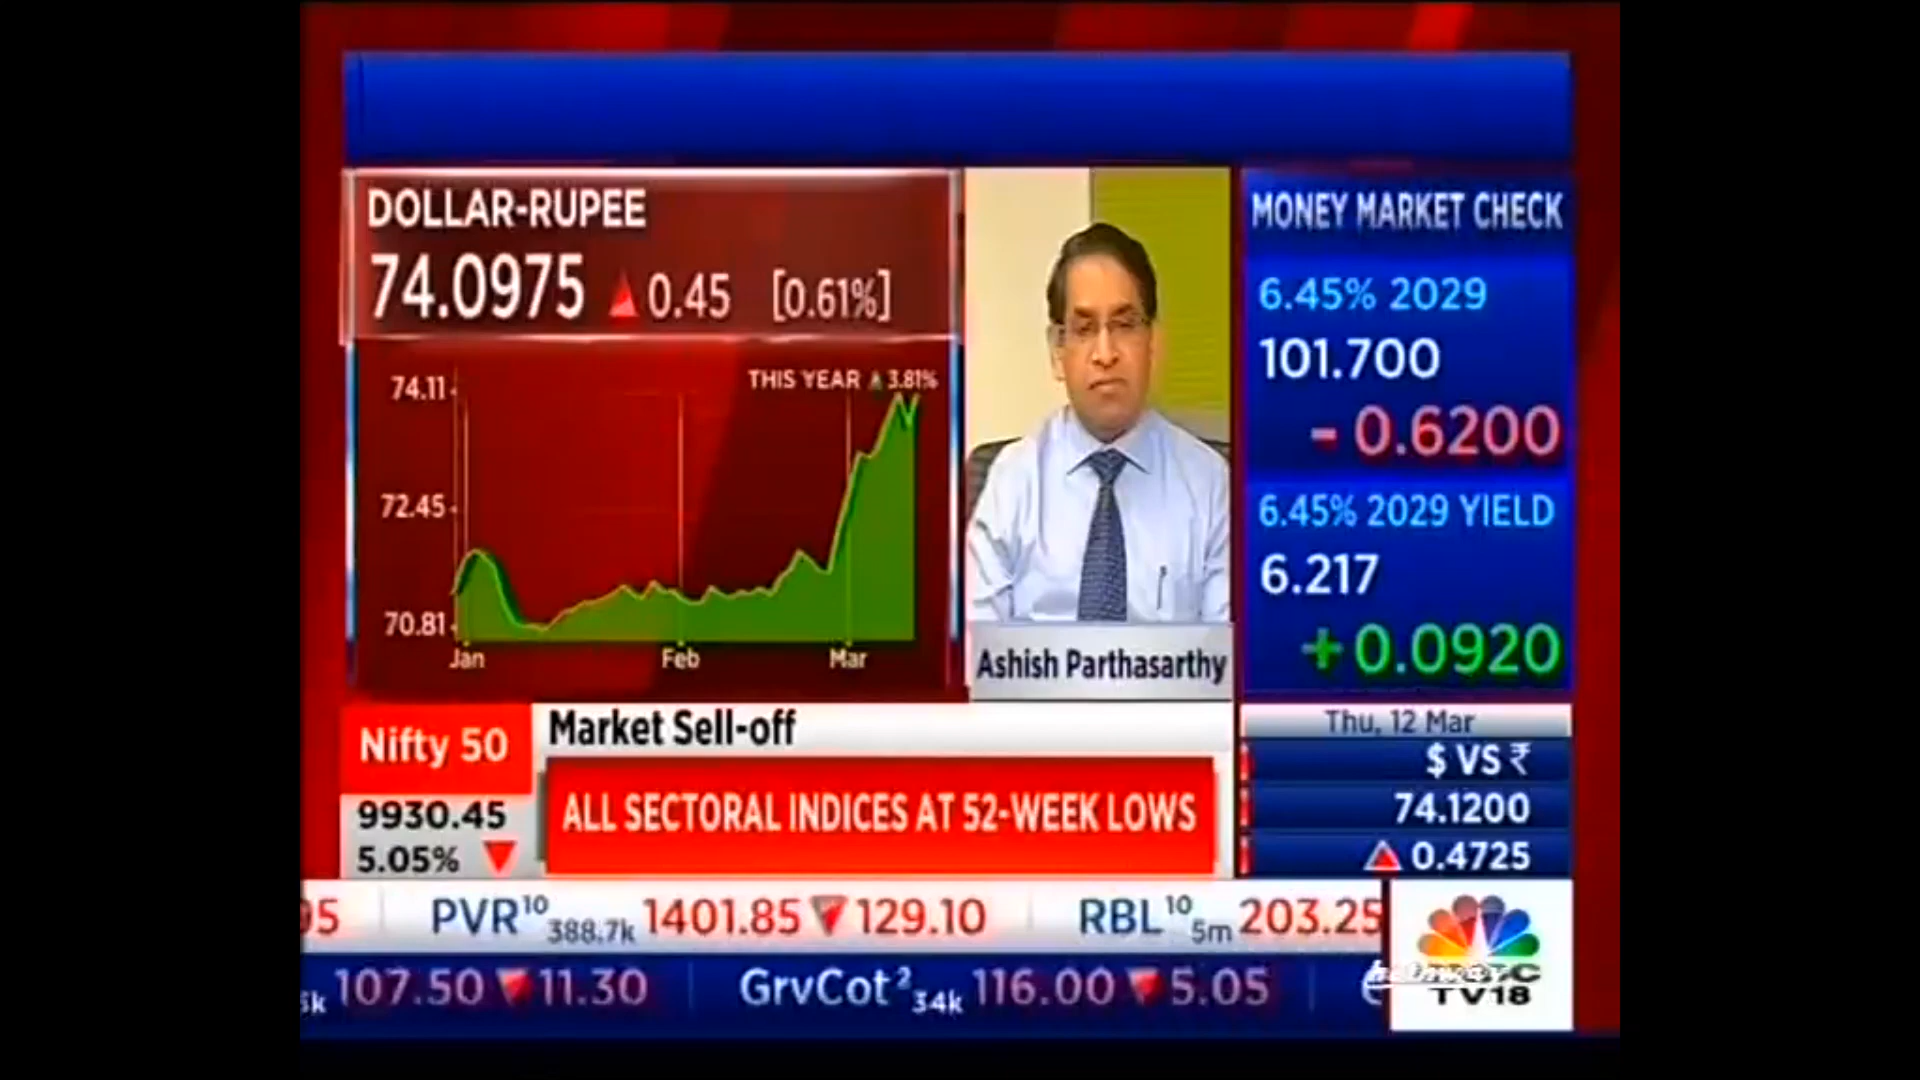 DOLLAR-RUPEE
74.0975 ▲ 0.45 [0.61%]
THIS YEAR ▲ 3.81%
74.11
72.45
70.81
Jan Feb Mar
Ashish Parthasarthy
MONEY MARKET CHECK
6.45% 2029
101.700
- 0.6200
6.45% 2029 YIELD
6.217
+0.0920
Nifty 50
9930.45
5.05% ▼
Market Sell-off
ALL SECTORAL INDICES AT 52-WEEK LOWS
Thu, 12 Mar
$ VS ₹
74.1200
▲ 0.4725
95 PVR 10 388.7k 1401.85 ▼ 129.10 RBL 10 5m 203.25
k 107.50 ▼ 11.30 GrvCot 2 34k 116.00 ▼ 5.05
hathway
TV18